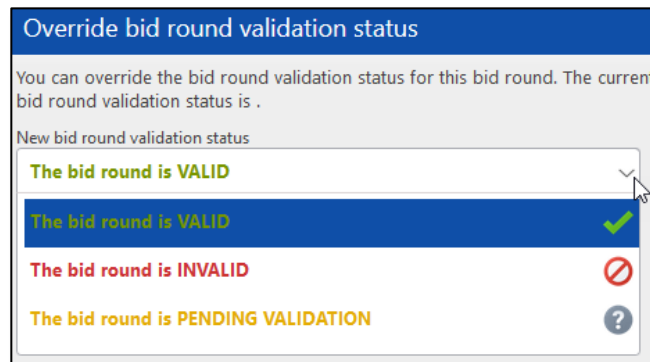 Override bid round validation status
You can override the bid round validation status for this bid round. The curren
bid round validation status is .
New bid round validation status
The bid round is VALID
The bid round is VALID
The bid round is INVALID
The bid round is PENDING VALIDATION